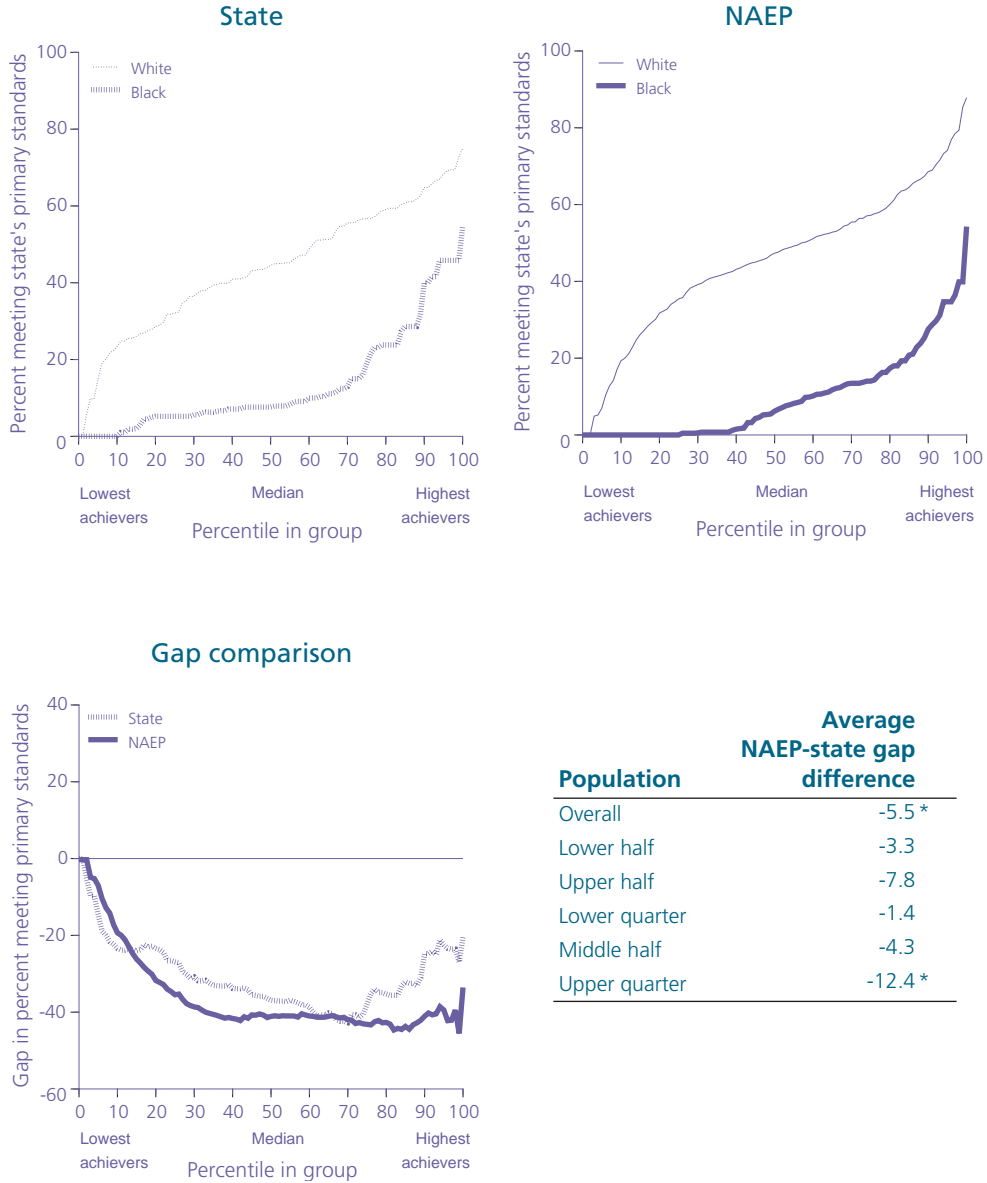 State
Percent meeting state's primary standards
100
80
60
40
20
0
White
Black
0 10 20 30 40 50 60 70 80 90 100
Lowest achievers
Median
Highest achievers
Percentile in group
NAEP
Percent meeting state's primary standards
100
80
60
40
20
0
White
Black
0 10 20 30 40 50 60 70 80 90 100
Lowest achievers
Median
Highest achievers
Percentile in group
Gap comparison
Gap in percent meeting primary standards
40
20
0
-20
-40
-60
State
NAEP
0 10 20 30 40 50 60 70 80 90 100
Lowest achievers
Median
Highest achievers
Percentile in group
Average
NAEP-state gap
Population difference
Overall -5.5 *
Lower half -3.3
Upper half -7.8
Lower quarter -1.4
Middle half -4.3
Upper quarter -12.4 *